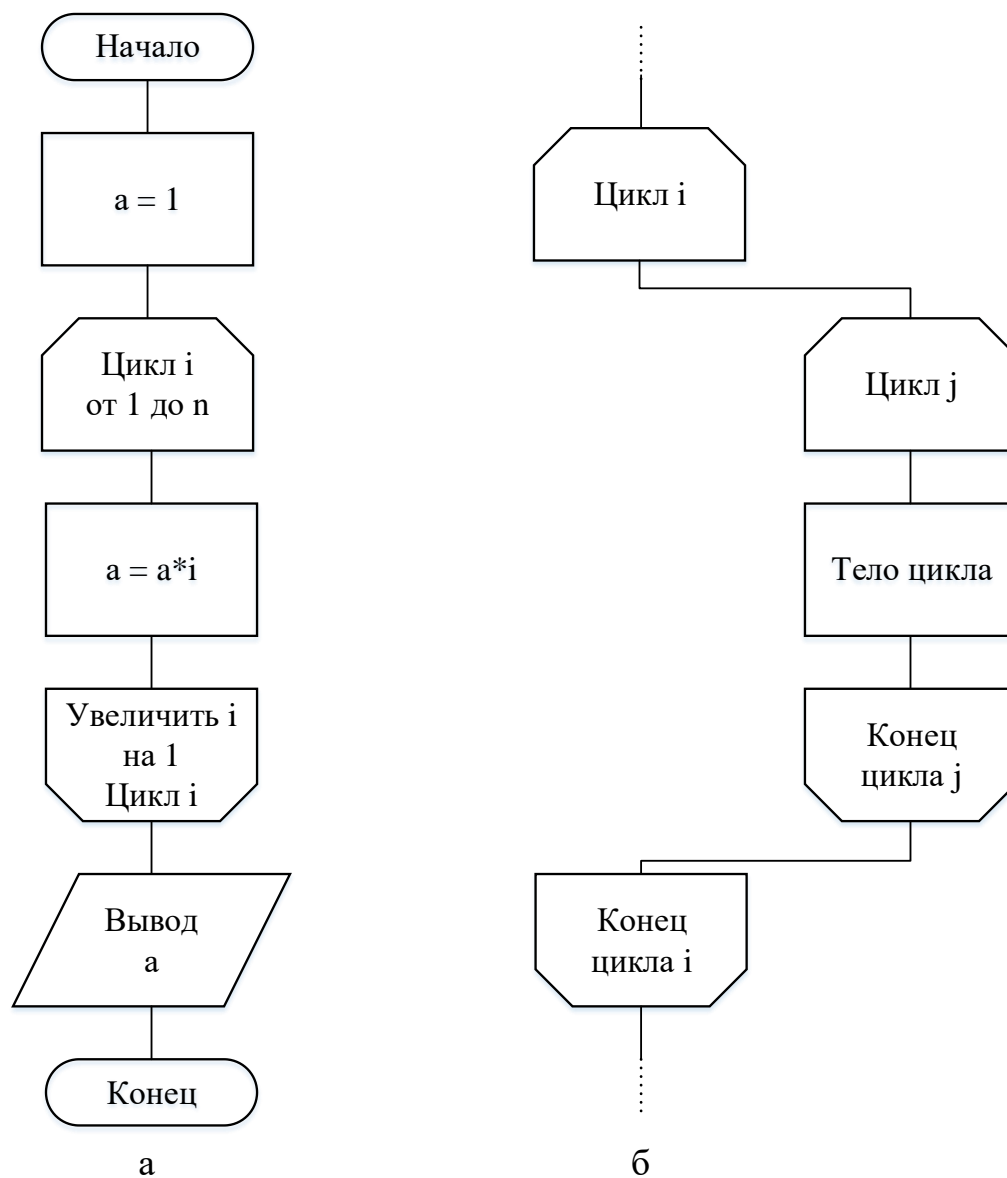 Начало
a = 1
Цикл i
от 1 до n
a = a*i
Увеличить i
на 1
Цикл i
Вывод
a
Конец
а
Цикл i
Цикл j
Тело цикла
Конец
цикла j
Конец
цикла i
б